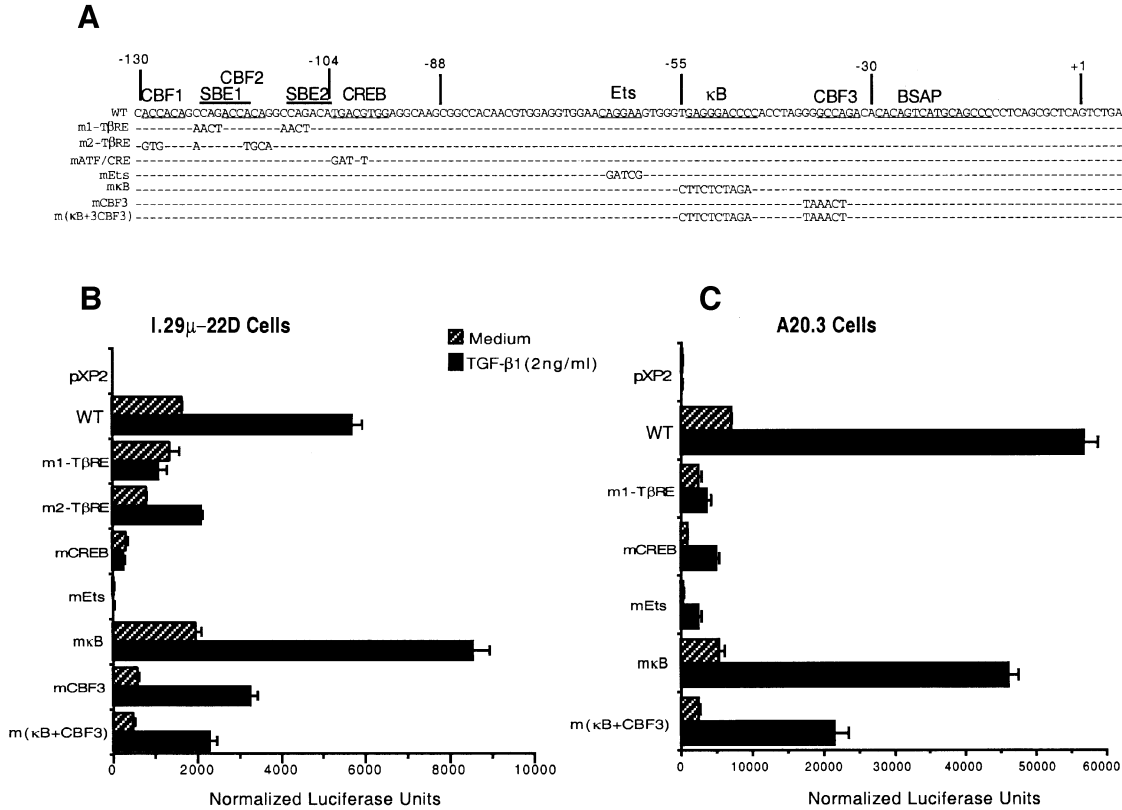 A
-130 -104 -88 -55 -30 +1
CBF2
CBF1 SBE1 SBE2 CREB Ets κB CBF3 BSAP
WT CACCACAGCCAGACCACAGGCCAGACATGACGTGGAGGCAAGCGGCCACAACGTGGAGGTGGAACAGGAAGTGGGTGAGGGACCCCACCTAGGGGCCAGACACACAGTCATGCAGCCCCCTCAGCGCTCAGTCTGA
m1-TβRE AACT AACT
m2-TβRE GTG A TGCA
mATF/CRE GAT-T
mEts GATCG
mκB CTTCTCTAGA
mCBF3 TAAACT
m(κB+3CBF3) CTTCTCTAGA TAAACT
B
I.29μ-22D Cells
Medium
TGF-β1(2ng/ml)
pXP2
WT
m1-TβRE
m2-TβRE
mCREB
mEts
mκB
mCBF3
m(κB+CBF3)
0 2000 4000 6000 8000 10000
Normalized Luciferase Units
C
A20.3 Cells
pXP2
WT
m1-TβRE
mCREB
mEts
mκB
m(κB+CBF3)
0 10000 20000 30000 40000 50000 60000
Normalized Luciferase Units